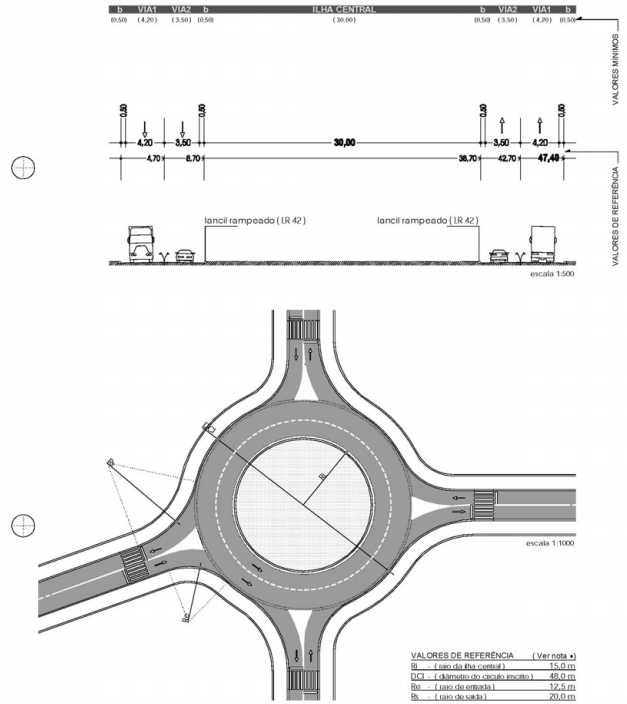 b VIA1 VIA2 b ILHA CENTRAL b VIA2 VIA1 b
(0,50) (4,20) (3,50) (0,50) (30,00) (0,50) (3,50) (4,20) (0,50)
VALORES MÍNIMOS
0,50 0,50 0,50 0,50
4,20 3,50 30,00 3,50 4,20
4,70 8,70 38,70 42,70 47,40
VALORES DE REFERÊNCIA
lancil rampeado (LR 42) lancil rampeado (LR 42)
escala 1:500
DCI
Ri
Rs
Re
escala 1:1000
VALORES DE REFERÊNCIA (Ver nota •)
Ri - (raio da ilha central) 15,0 m
DCI - (diâmetro do círculo inscrito) 48,0 m
Re - (raio de entrada) 12,5 m
Rs - (raio de saída) 20,0 m